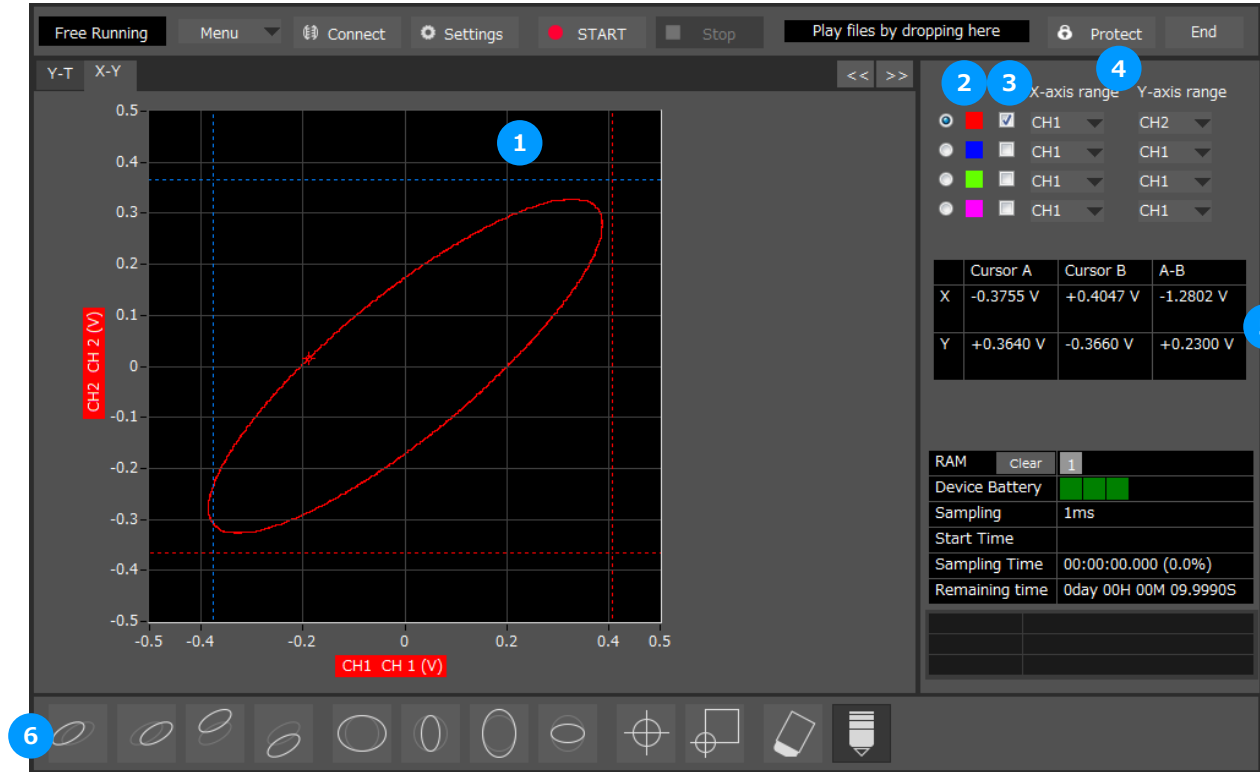 Free Running Menu Connect Settings START Stop Play files by dropping here Protect End
Y-T X-Y << >>
2 3 4
X-axis range Y-axis range
CH1 CH2
CH1 CH1
CH1 CH1
CH1 CH1
1
0.5
0.4
0.3
0.2
0.1
0
-0.1
-0.2
-0.3
-0.4
-0.5
CH2 CH 2 (V)
-0.5 -0.4 -0.2 0 0.2 0.4 0.5
CH1 CH 1 (V)
Cursor A Cursor B A-B
X -0.3755 V +0.4047 V -1.2802 V
Y +0.3640 V -0.3660 V +0.2300 V
RAM Clear 1
Device Battery
Sampling 1ms
Start Time
Sampling Time 00:00:00.000 (0.0%)
Remaining time 0day 00H 00M 09.9990S
6